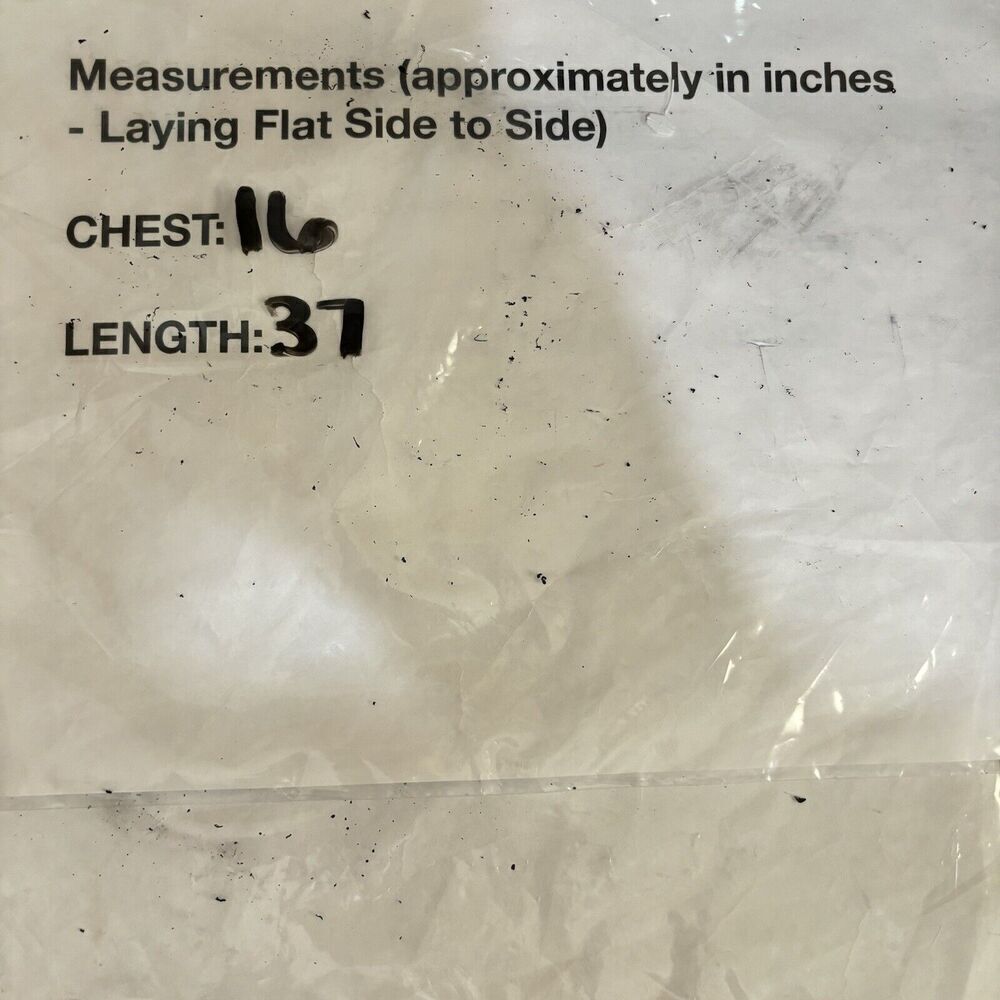 Measurements (approximately in inches
- Laying Flat Side to Side)
CHEST: 16
LENGTH: 37